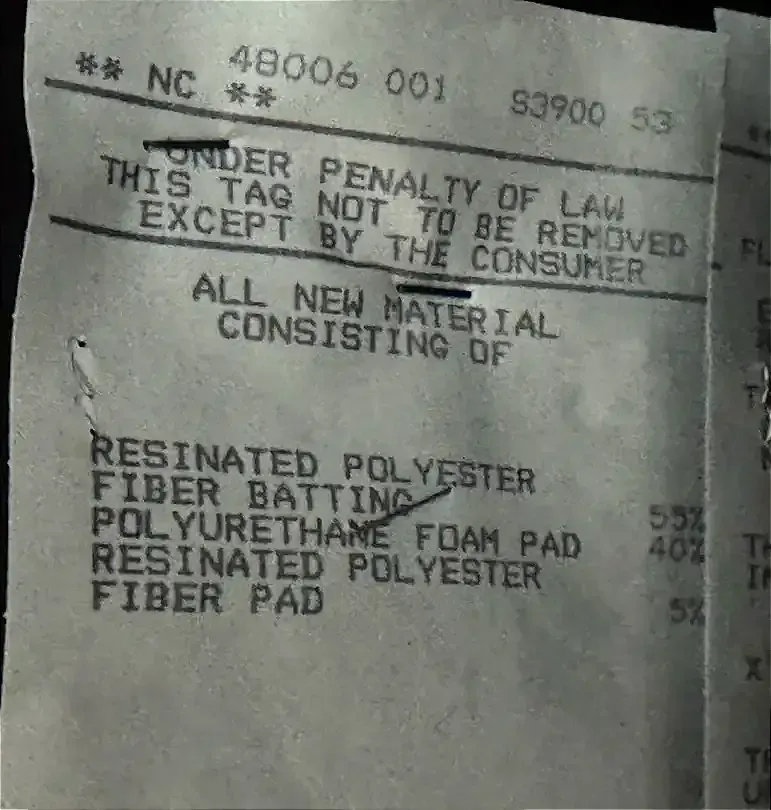 48006 001 S3900 53
** NC **
UNDER PENALTY OF LAW
THIS TAG NOT TO BE REMOVED
EXCEPT BY THE CONSUMER
ALL NEW MATERIAL
CONSISTING OF
RESINATED POLYESTER
FIBER BATTING 55%
POLYURETHANE FOAM PAD 40%
RESINATED POLYESTER
FIBER PAD 5%